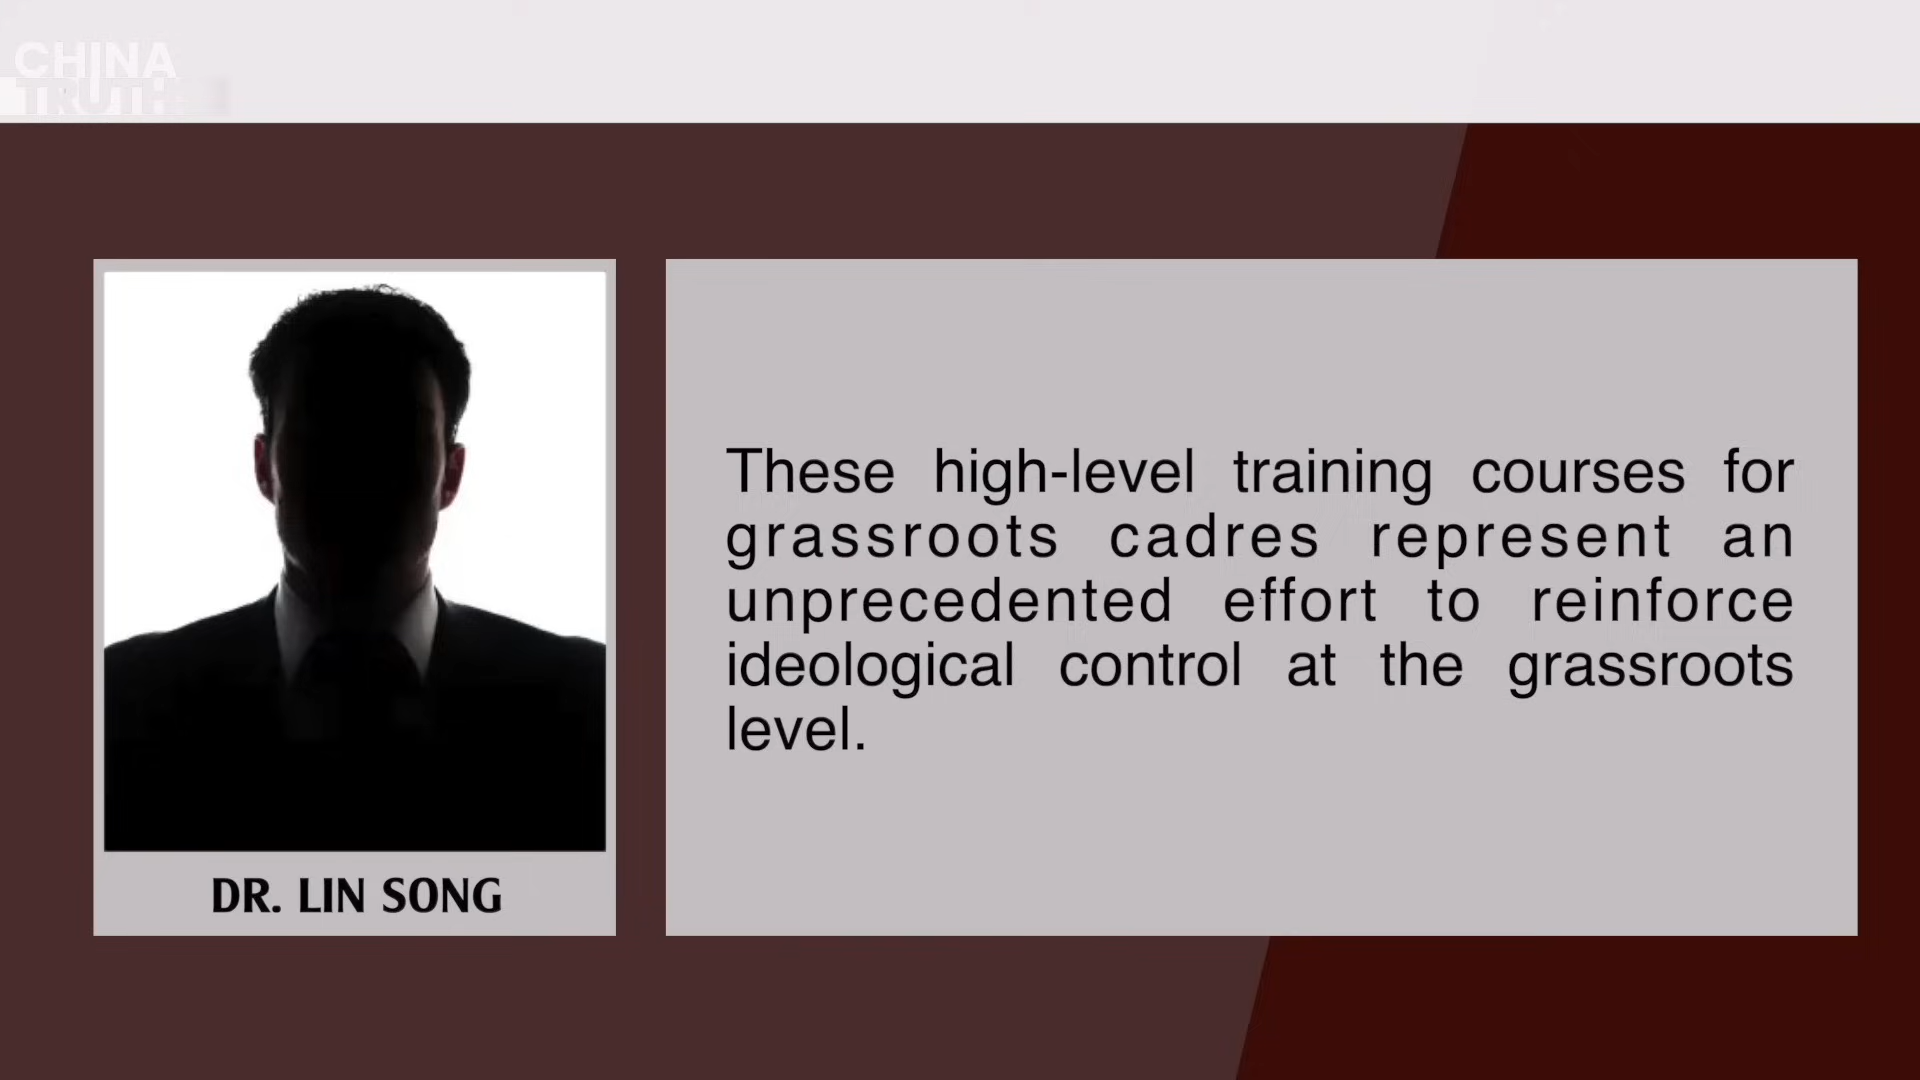 CHINA
TRUTHS
These high-level training courses for
grassroots cadres represent an
unprecedented effort to reinforce
ideological control at the grassroots
level.
DR. LIN SONG